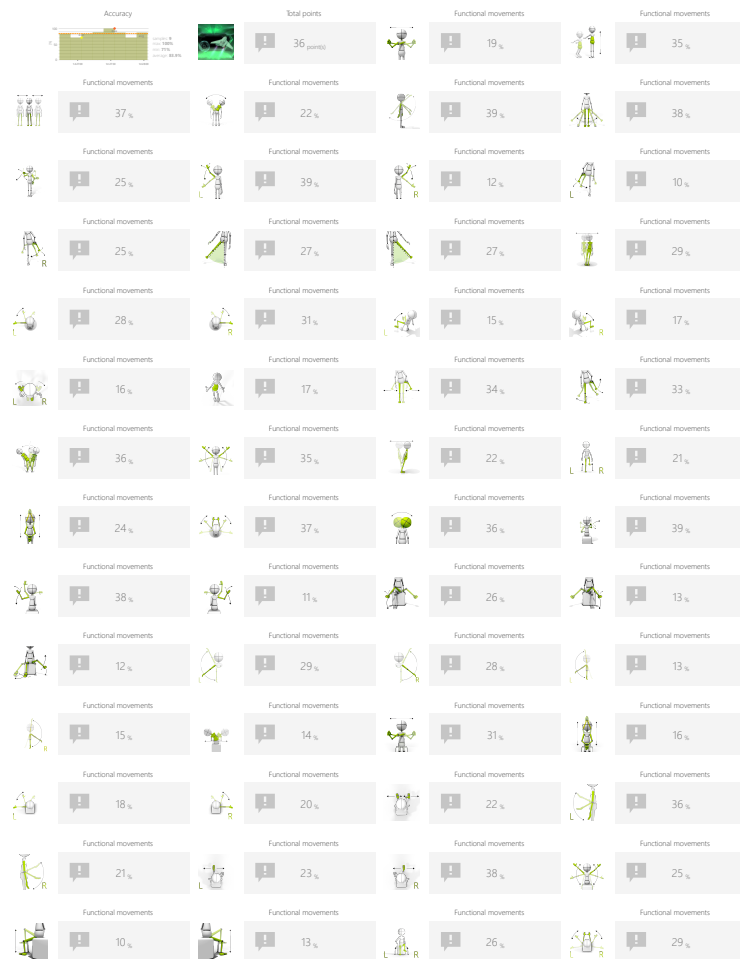 Accuracy
Total points
Functional movements
Functional movements
36 point(s)
19 %
35 %
Functional movements
Functional movements
Functional movements
Functional movements
37 %
22 %
39 %
38 %
Functional movements
Functional movements
Functional movements
Functional movements
25 %
L
39 %
R
12 %
L
10 %
Functional movements
Functional movements
Functional movements
Functional movements
R
25 %
27 %
27 %
29 %
Functional movements
Functional movements
Functional movements
Functional movements
L
28 %
R
31 %
L
15 %
R
17 %
Functional movements
Functional movements
Functional movements
Functional movements
L R
16 %
17 %
34 %
33 %
Functional movements
Functional movements
Functional movements
Functional movements
36 %
35 %
22 %
L R
21 %
Functional movements
Functional movements
Functional movements
Functional movements
24 %
37 %
36 %
39 %
Functional movements
Functional movements
Functional movements
Functional movements
38 %
11 %
26 %
13 %
Functional movements
Functional movements
Functional movements
Functional movements
12 %
L
29 %
R
28 %
L
13 %
Functional movements
Functional movements
Functional movements
Functional movements
R
15 %
14 %
31 %
16 %
Functional movements
Functional movements
Functional movements
Functional movements
L
18 %
R
20 %
22 %
L
36 %
Functional movements
Functional movements
Functional movements
Functional movements
R
21 %
L
23 %
R
38 %
25 %
Functional movements
Functional movements
Functional movements
Functional movements
10 %
13 %
L R
26 %
29 %